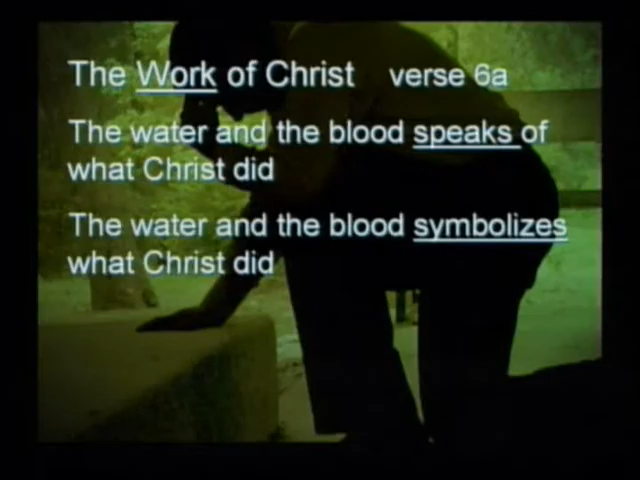 The Work of Christ verse 6a
The water and the blood speaks of
what Christ did
The water and the blood symbolizes
what Christ did